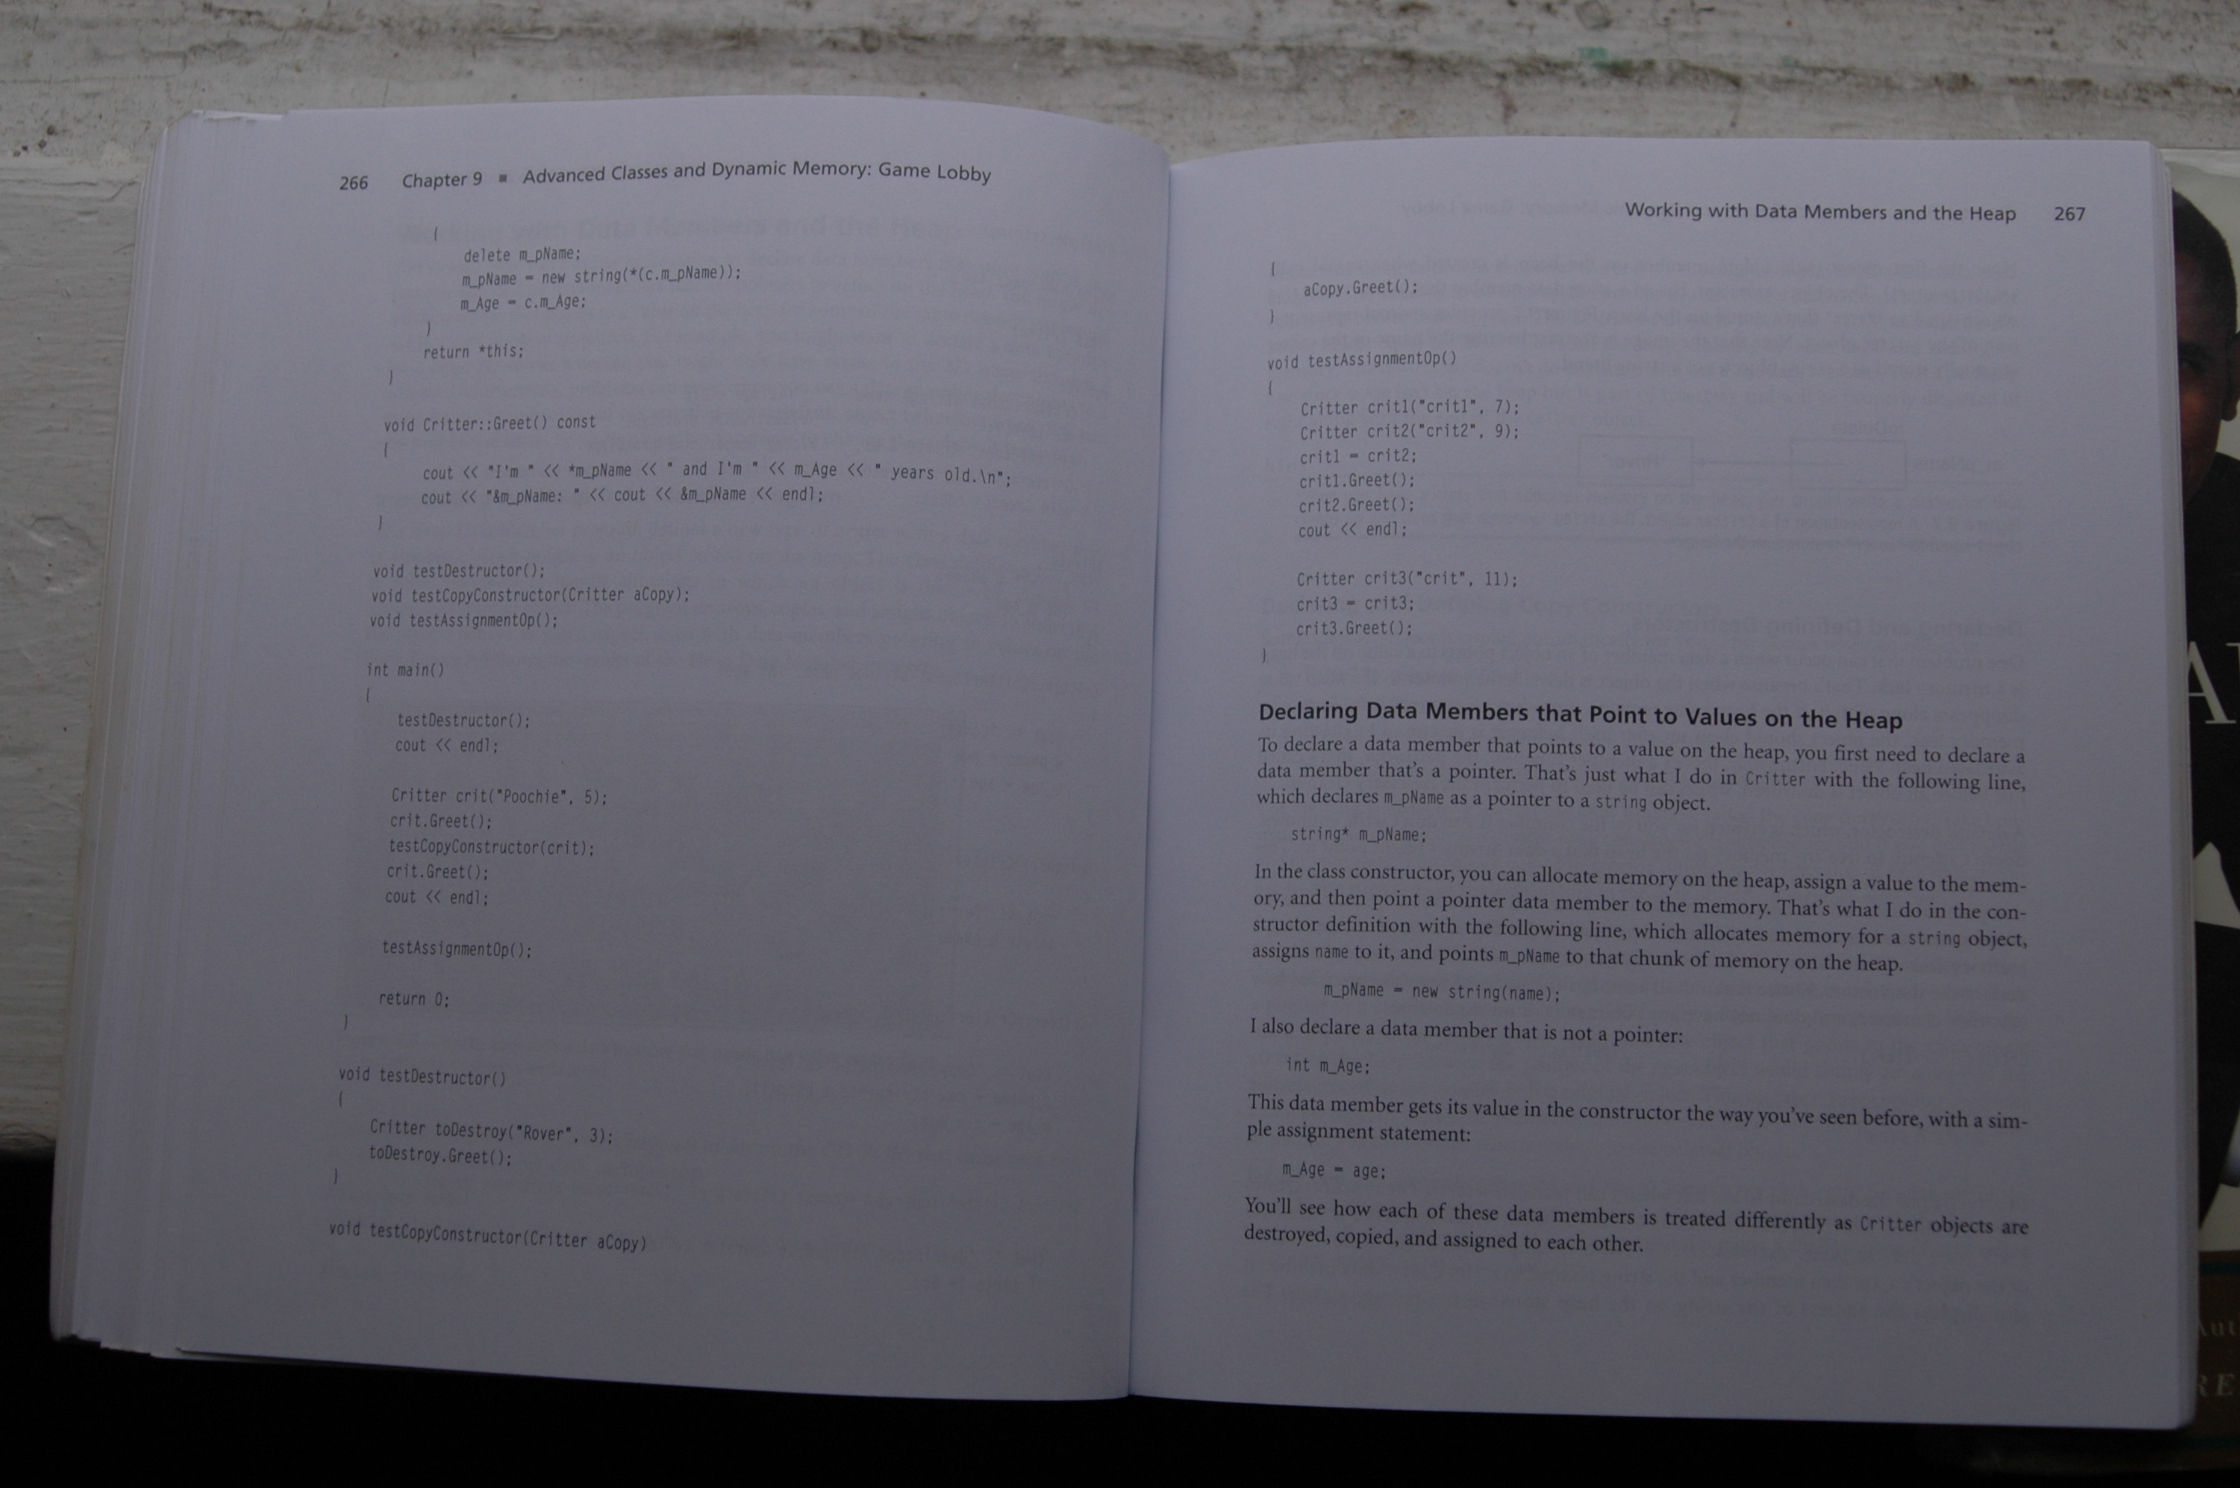 266 Chapter 9 ■ Advanced Classes and Dynamic Memory: Game Lobby
{
delete m_pName;
m_pName = new string(*(c.m_pName));
m_Age = c.m_Age;
}
return *this;
}
void Critter::Greet() const
{
cout << "I'm " << *m_pName << " and I'm " << m_Age << " years old.\n";
cout << "&m_pName: " << cout << &m_pName << endl;
}
void testDestructor();
void testCopyConstructor(Critter aCopy);
void testAssignmentOp();
int main()
{
testDestructor();
cout << endl;
Critter crit("Poochie", 5);
crit.Greet();
testCopyConstructor(crit);
crit.Greet();
cout << endl;
testAssignmentOp();
return 0;
}
void testDestructor()
{
Critter toDestroy("Rover", 3);
toDestroy.Greet();
}
void testCopyConstructor(Critter aCopy)
Working with Data Members and the Heap 267
{
aCopy.Greet();
}
void testAssignmentOp()
{
Critter crit1("crit1", 7);
Critter crit2("crit2", 9);
crit1 = crit2;
crit1.Greet();
crit2.Greet();
cout << endl;
Critter crit3("crit", 11);
crit3 = crit3;
crit3.Greet();
}
Declaring Data Members that Point to Values on the Heap
To declare a data member that points to a value on the heap, you first need to declare a
data member that's a pointer. That's just what I do in Critter with the following line,
which declares m_pName as a pointer to a string object.
string* m_pName;
In the class constructor, you can allocate memory on the heap, assign a value to the mem-
ory, and then point a pointer data member to the memory. That's what I do in the con-
structor definition with the following line, which allocates memory for a string object,
assigns name to it, and points m_pName to that chunk of memory on the heap.
m_pName = new string(name);
I also declare a data member that is not a pointer:
int m_Age;
This data member gets its value in the constructor the way you've seen before, with a sim-
ple assignment statement:
m_Age = age;
You'll see how each of these data members is treated differently as Critter objects are
destroyed, copied, and assigned to each other.